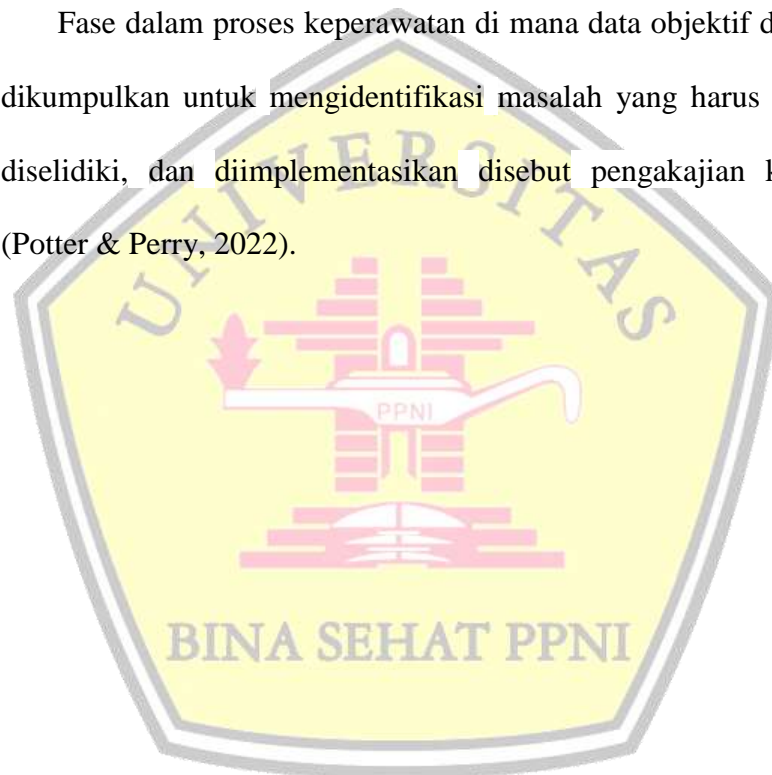 Fase dalam proses keperawatan di mana data objektif d
dikumpulkan untuk mengidentifikasi masalah yang harus
diselidiki, dan diimplementasikan disebut pengakajian k
(Potter & Perry, 2022).
UNIVERSITAS
PPNI
BINA SEHAT PPNI